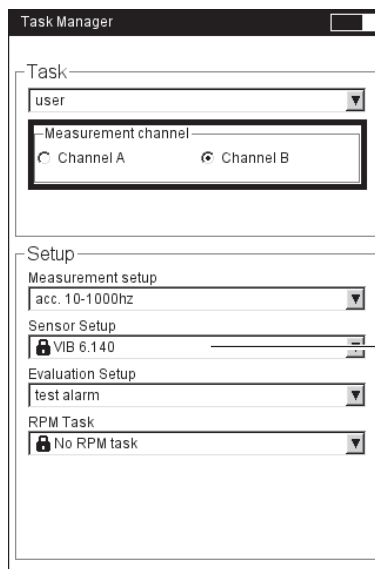 Task Manager
Task
user
Measurement channel
Channel A
Channel B
Setup
Measurement setup
acc. 10-1000hz
Sensor Setup
VIB 6.140
Evaluation Setup
test alarm
RPM Task
No RPM task